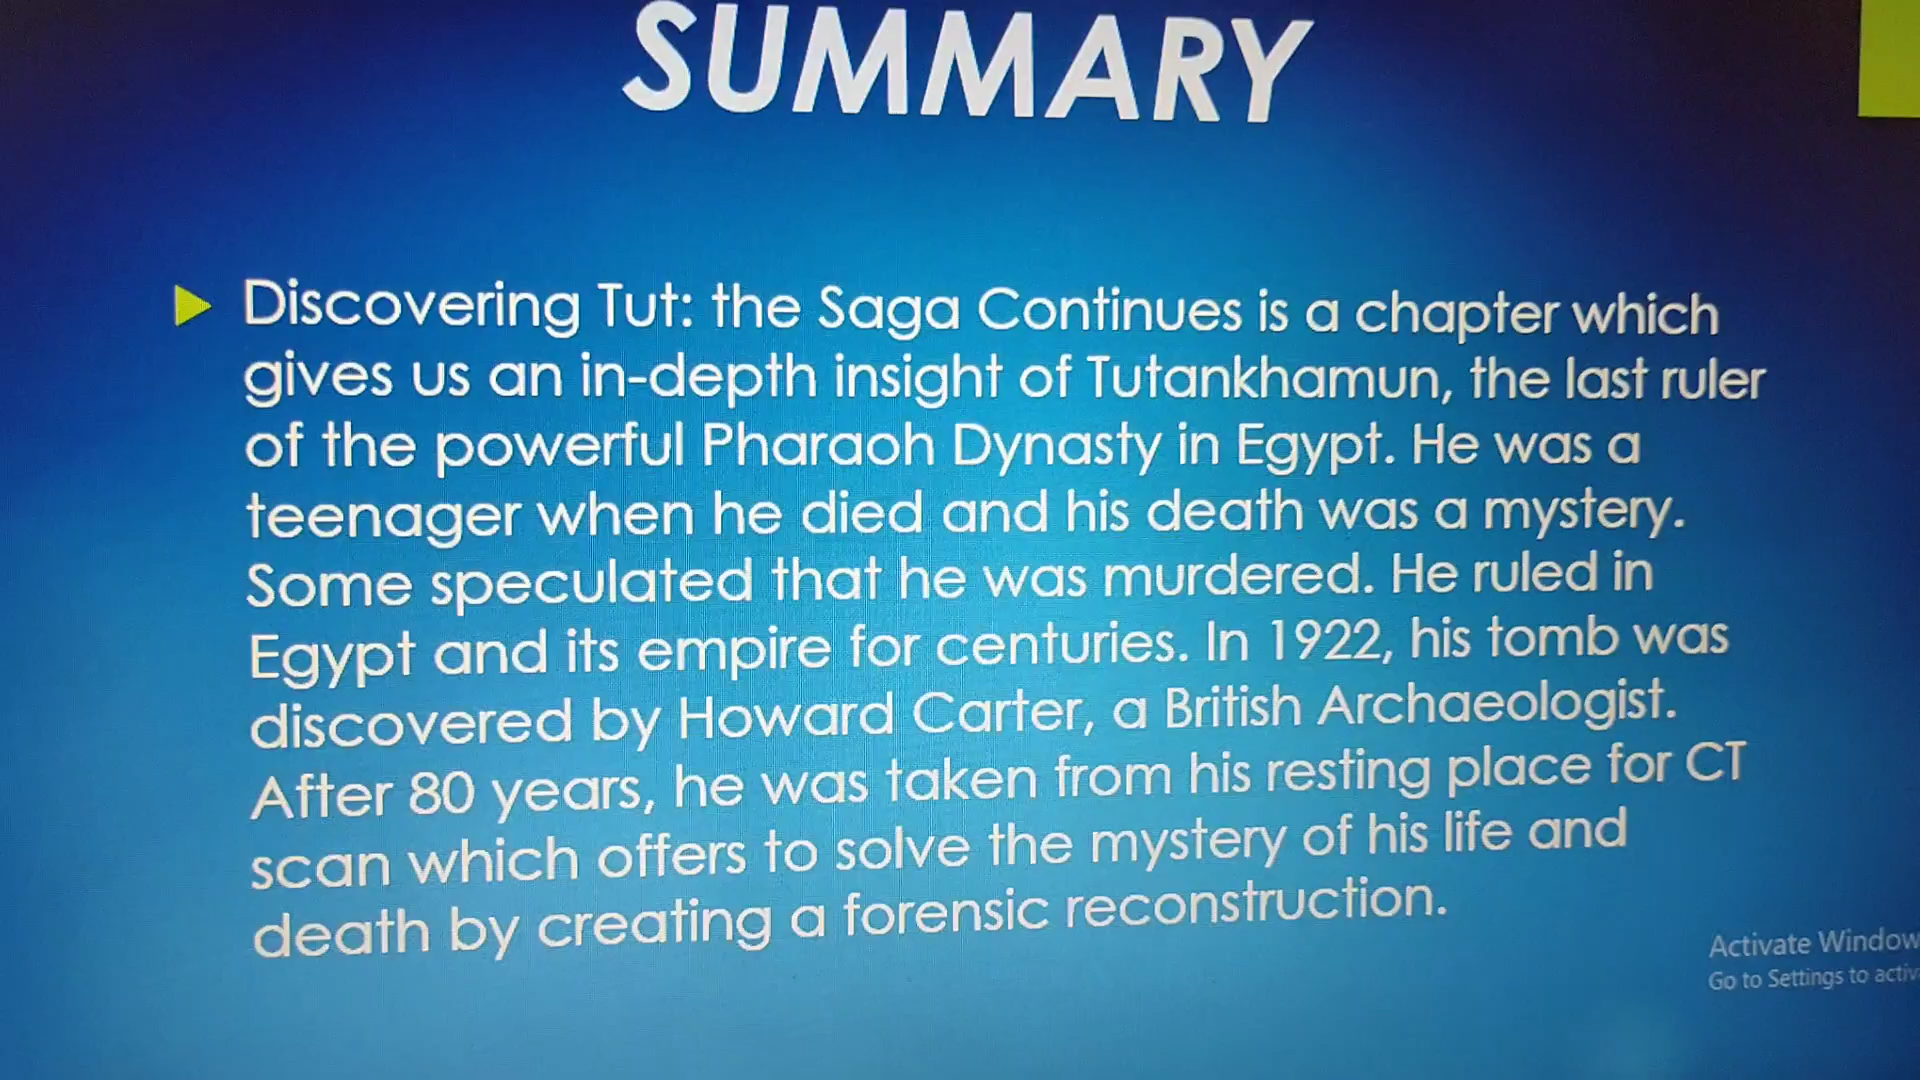 SUMMARY
Discovering Tut: the Saga Continues is a chapter which
gives us an in-depth insight of Tutankhamun, the last ruler
of the powerful Pharaoh Dynasty in Egypt. He was a
teenager when he died and his death was a mystery.
Some speculated that he was murdered. He ruled in
Egypt and its empire for centuries. In 1922, his tomb was
discovered by Howard Carter, a British Archaeologist.
After 80 years, he was taken from his resting place for CT
scan which offers to solve the mystery of his life and
death by creating a forensic reconstruction.
Activate Window
Go to Settings to activ